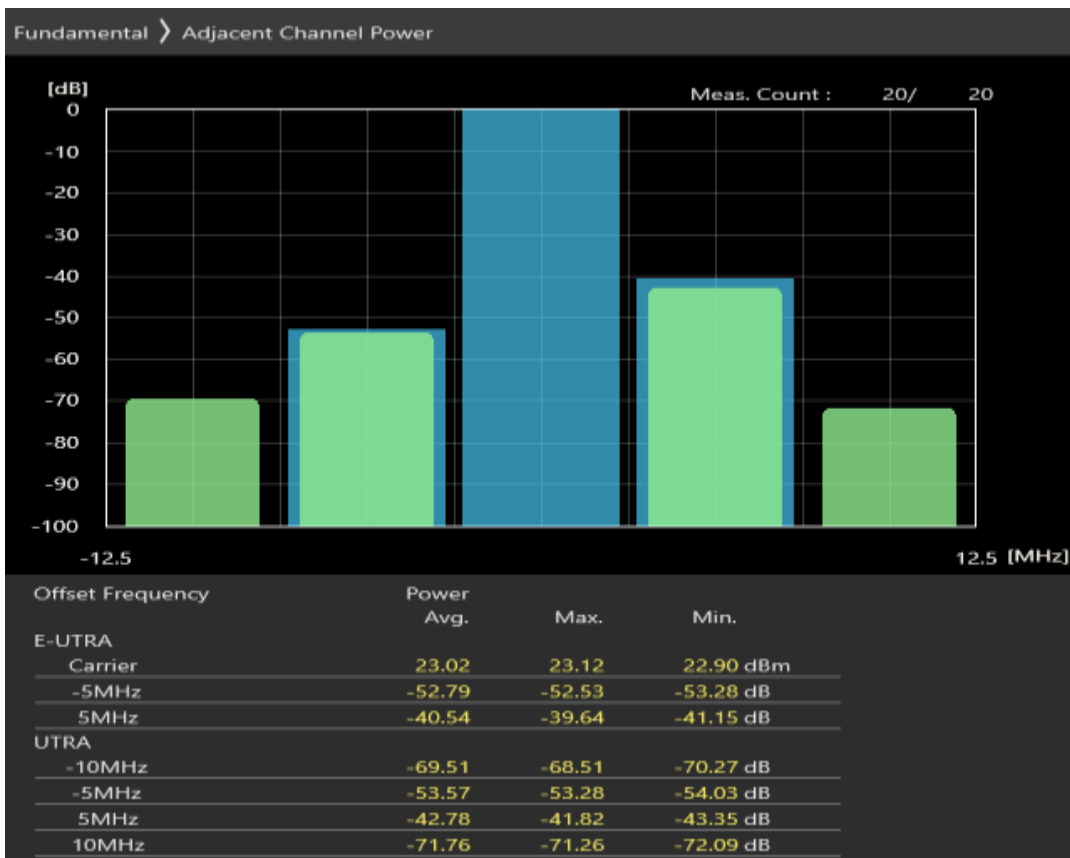 Fundamental 〉 Adjacent Channel Power
[dB]
Meas. Count : 20/ 20
0
-10
-20
-30
-40
-50
-60
-70
-80
-90
-100
-12.5 12.5 [MHz]
Offset Frequency Power
Avg. Max. Min.
E-UTRA
Carrier 23.02 23.12 22.90 dBm
-5MHz -52.79 -52.53 -53.28 dB
5MHz -40.54 -39.64 -41.15 dB
UTRA
-10MHz -69.51 -68.51 -70.27 dB
-5MHz -53.57 -53.28 -54.03 dB
5MHz -42.78 -41.82 -43.35 dB
10MHz -71.76 -71.26 -72.09 dB